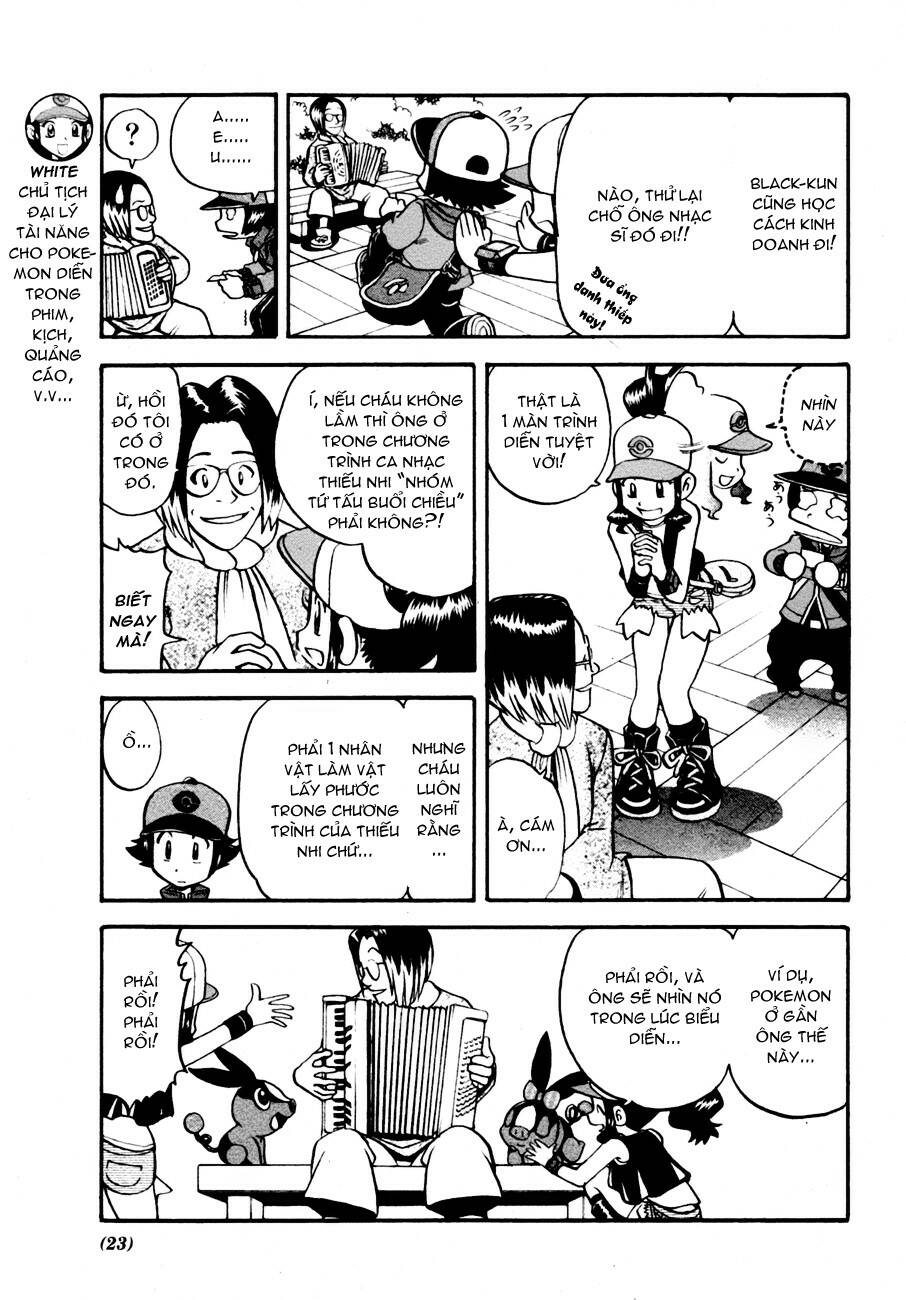 BLACK-KUN
CŨNG HỌC
CÁCH KINH
DOANH ĐI!
NÀO, THỬ LẠI
CHỖ ÔNG NHẠC
SĨ ĐÓ ĐI!!
Đưa ổng
danh thiếp
này!
A.....
E.....
U......
?
WHITE
CHỦ TỊCH
ĐẠI LÝ
TÀI NĂNG
CHO POKE-
MON DIỄN
TRONG
PHIM,
KỊCH,
QUẢNG
CÁO,
V.V...
NHÌN
NÀY
THẬT LÀ
1 MÀN TRÌNH
DIỄN TUYỆT
VỜI!
あうあう
À, CÁM
ƠN...
Í, NẾU CHÁU KHÔNG
LẦM THÌ ÔNG Ở
TRONG CHƯƠNG
TRÌNH CA NHẠC
THIẾU NHI “NHÓM
TỨ TẤU BUỔI CHIỀU”
PHẢI KHÔNG?!
Ừ, HỒI
ĐÓ TÔI
CÓ Ở
TRONG
ĐÓ.
BIẾT
NGAY
MÀ!
NHƯNG
CHÁU
LUÔN
NGHĨ
RẰNG
...
PHẢI 1 NHÂN
VẬT LÀM VẬT
LẤY PHƯỚC
TRONG CHƯƠNG
TRÌNH CỦA THIẾU
NHI CHỨ...
Ồ...
VÍ DỤ,
POKEMON
Ở GẦN
ÔNG THẾ
NÀY...
PHẢI RỒI, VÀ
ÔNG SẼ NHÌN NÓ
TRONG LÚC BIỂU
DIỄN...
PHẢI
RỒI!
PHẢI
RỒI!
(23)